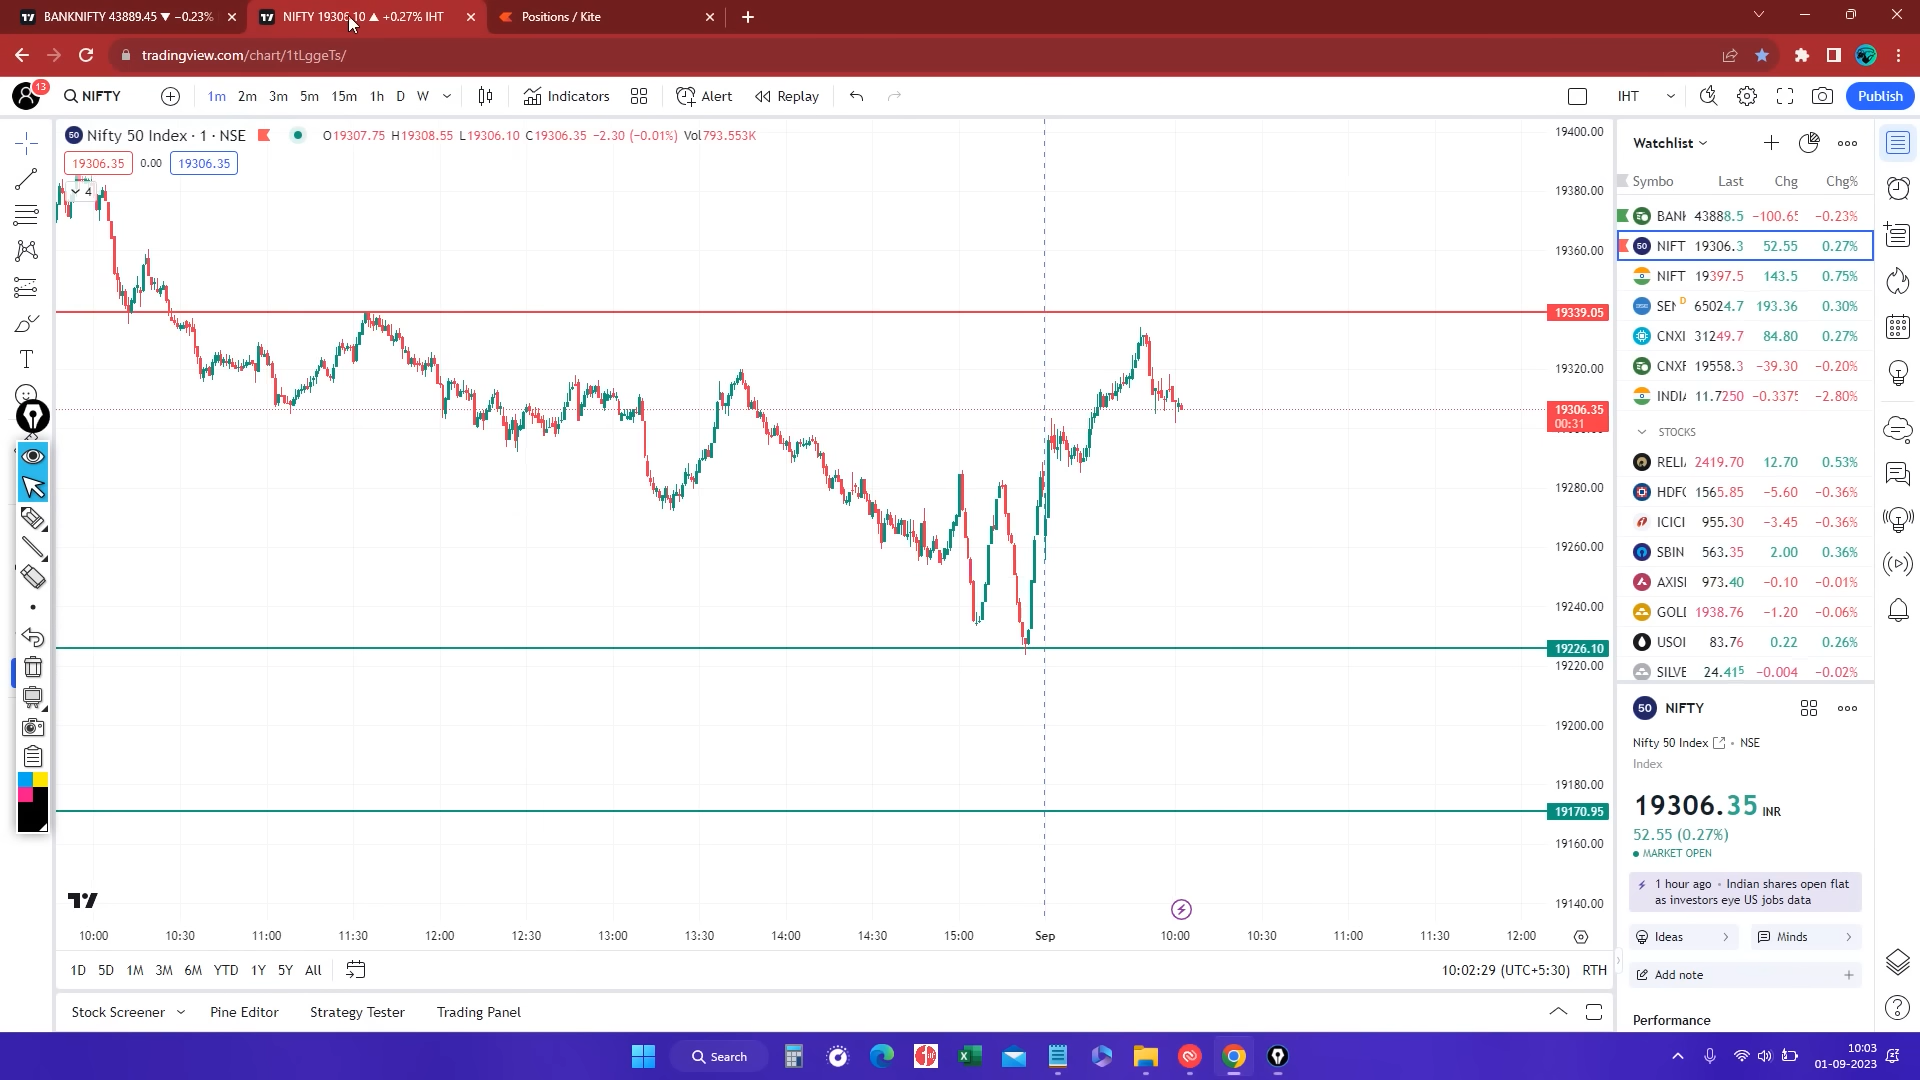 BANKNIFTY 43889.45 ▼ −0.23%
NIFTY 19306.10 ▲ +0.27% IHT
Positions / Kite
tradingview.com/chart/1tLggeTs/
13
NIFTY
1m 2m 3m 5m 15m 1h D W
Indicators
Alert
Replay
IHT
Publish
50 Nifty 50 Index · 1 · NSE
O19307.75 H19308.55 L19306.10 C19306.35 −2.30 (−0.01%) Vol793.553K
19306.35 0.00 19306.35
4
19400.00
19380.00
19360.00
19339.05
19320.00
19306.35
00:31
19280.00
19260.00
19240.00
19226.10
19220.00
19200.00
19180.00
19170.95
19160.00
19140.00
10:00 10:30 11:00 11:30 12:00 12:30 13:00 13:30 14:00 14:30 15:00 Sep 10:00 10:30 11:00 11:30 12:00
1D 5D 1M 3M 6M YTD 1Y 5Y All
10:02:29 (UTC+5:30) RTH
Stock Screener
Pine Editor
Strategy Tester
Trading Panel
Watchlist
Symbo Last Chg Chg%
BANK 43888.5 −100.65 −0.23%
50 NIFT 19306.3 52.55 0.27%
NIFT 19397.5 143.5 0.75%
SEN D 65024.7 193.36 0.30%
CNXI 31249.7 84.80 0.27%
CNXF 19558.3 −39.30 −0.20%
INDIA 11.7250 −0.3375 −2.80%
STOCKS
RELI 2419.70 12.70 0.53%
HDFC 1565.85 −5.60 −0.36%
ICICI 955.30 −3.45 −0.36%
SBIN 563.35 2.00 0.36%
AXISI 973.40 −0.10 −0.01%
GOLD 1938.76 −1.20 −0.06%
USOI 83.76 0.22 0.26%
SILVE 24.415 −0.004 −0.02%
50 NIFTY
Nifty 50 Index • NSE
Index
19306.35 INR
52.55 (0.27%)
MARKET OPEN
1 hour ago • Indian shares open flat
as investors eye US jobs data
Ideas
Minds
Add note
Performance
Search
10:03
01-09-2023